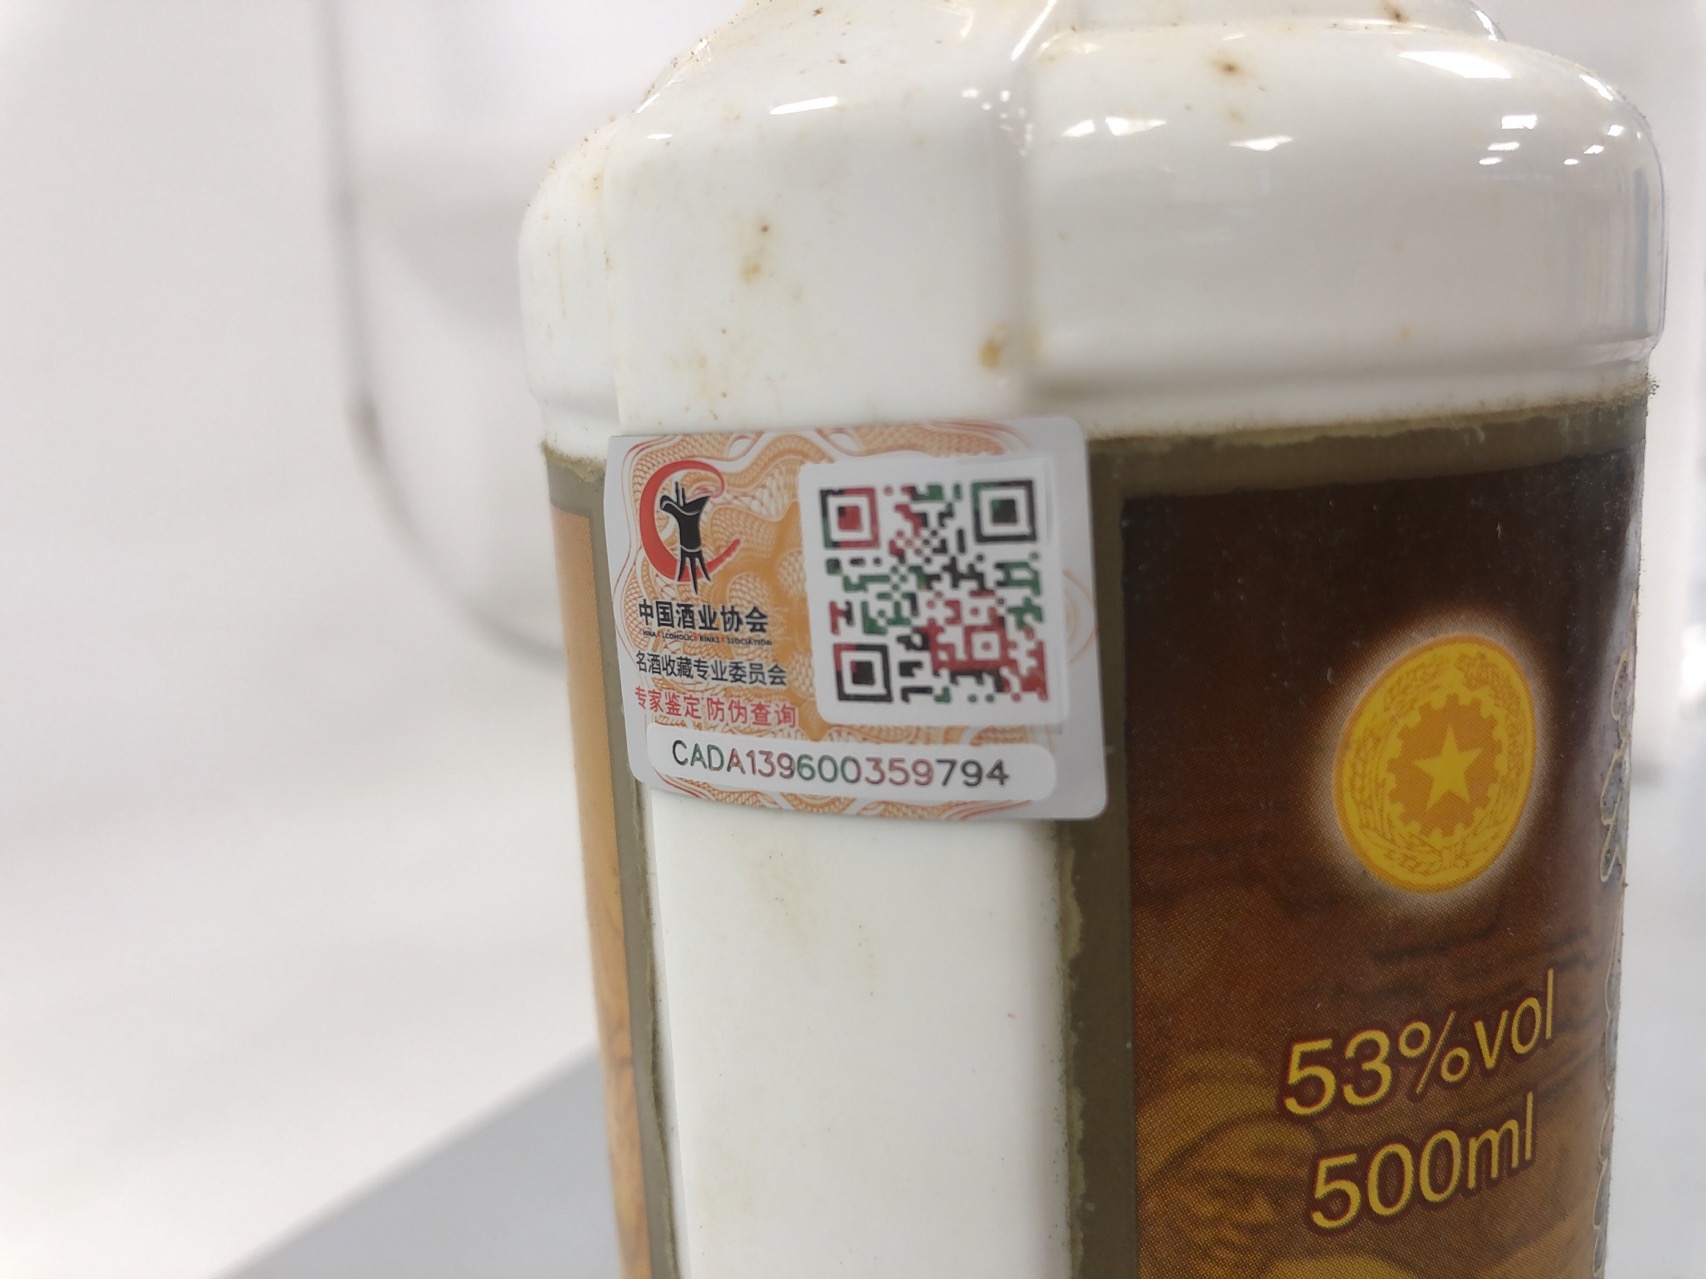 中国酒业协会
名酒收藏专业委员会
专家鉴定 防伪查询
CADA139600359794
53%vol
500ml